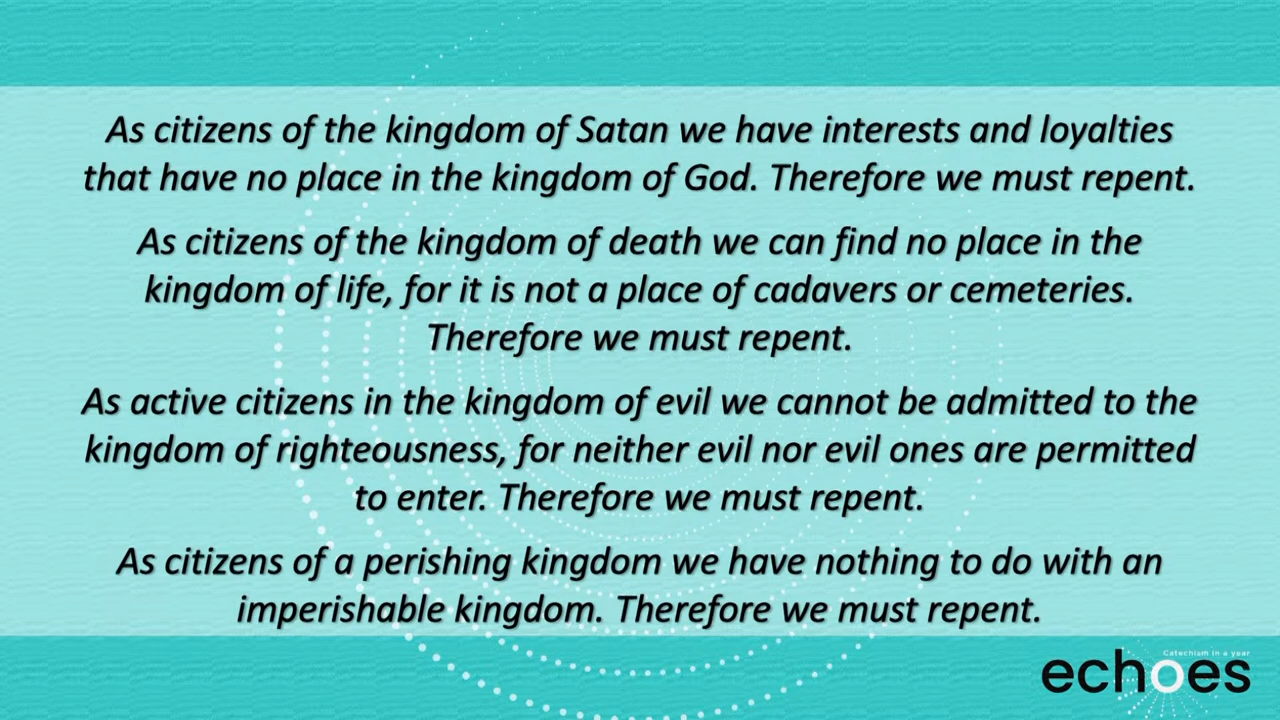 As citizens of the kingdom of Satan we have interests and loyalties
that have no place in the kingdom of God. Therefore we must repent.
As citizens of the kingdom of death we can find no place in the
kingdom of life, for it is not a place of cadavers or cemeteries.
Therefore we must repent.
As active citizens in the kingdom of evil we cannot be admitted to the
kingdom of righteousness, for neither evil nor evil ones are permitted
to enter. Therefore we must repent.
As citizens of a perishing kingdom we have nothing to do with an
imperishable kingdom. Therefore we must repent.
Catechism in a year
echoes